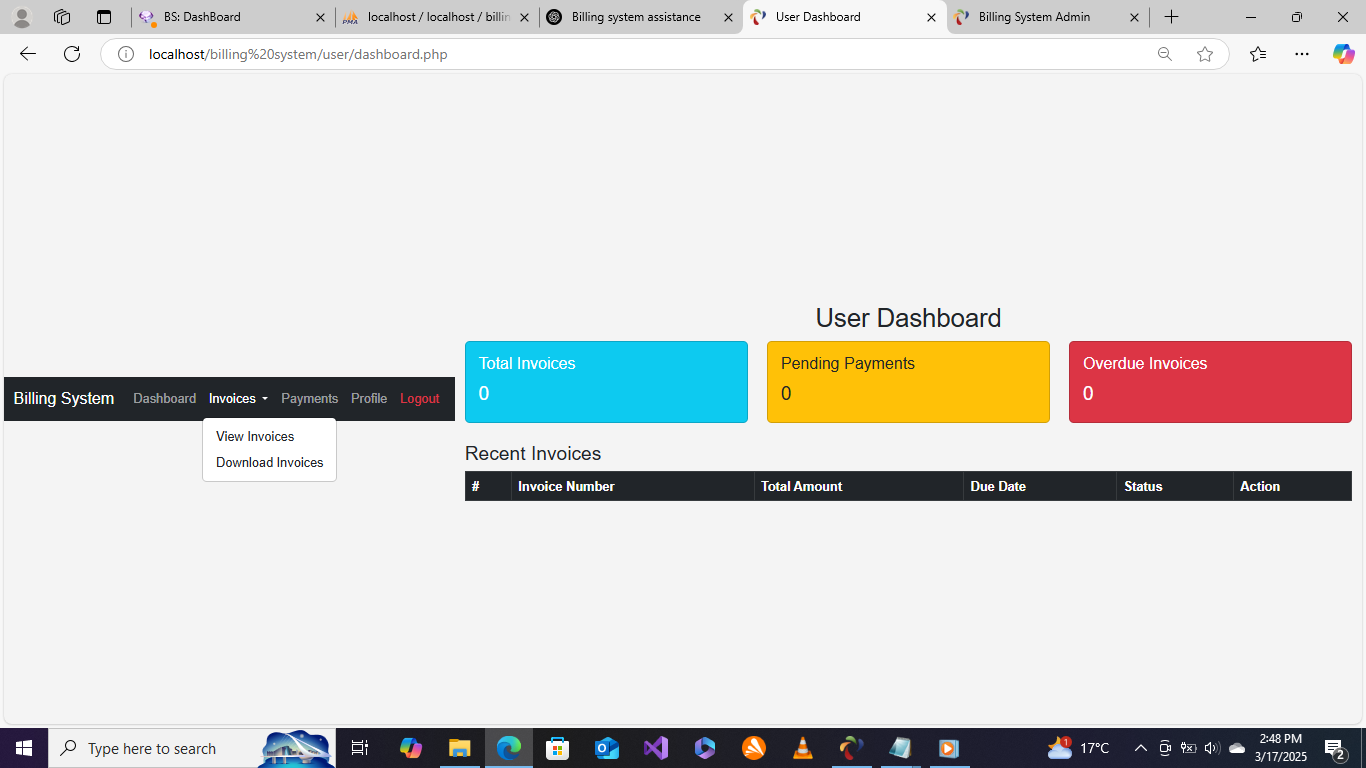 BS: DashBoard
localhost / localhost / billin
Billing system assistance
User Dashboard
Billing System Admin
localhost/billing%20system/user/dashboard.php
User Dashboard
Total Invoices
0
Pending Payments
0
Overdue Invoices
0
Billing System Dashboard Invoices Payments Profile Logout
View Invoices
Download Invoices
Recent Invoices
# Invoice Number Total Amount Due Date Status Action
Type here to search
1
17°C
2:48 PM
3/17/2025
2